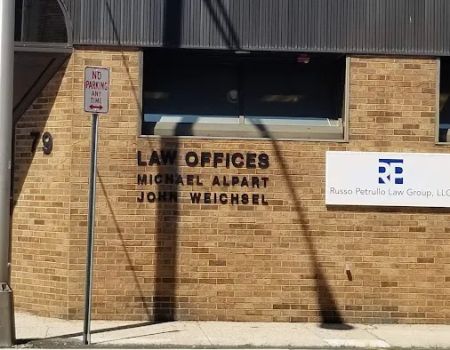 NO
PARKING
ANY
TIME
79
LAW OFFICES
MICHAEL ALPART
JOHN WEICHSEL
RP
Russo Petrullo Law Group, LLC